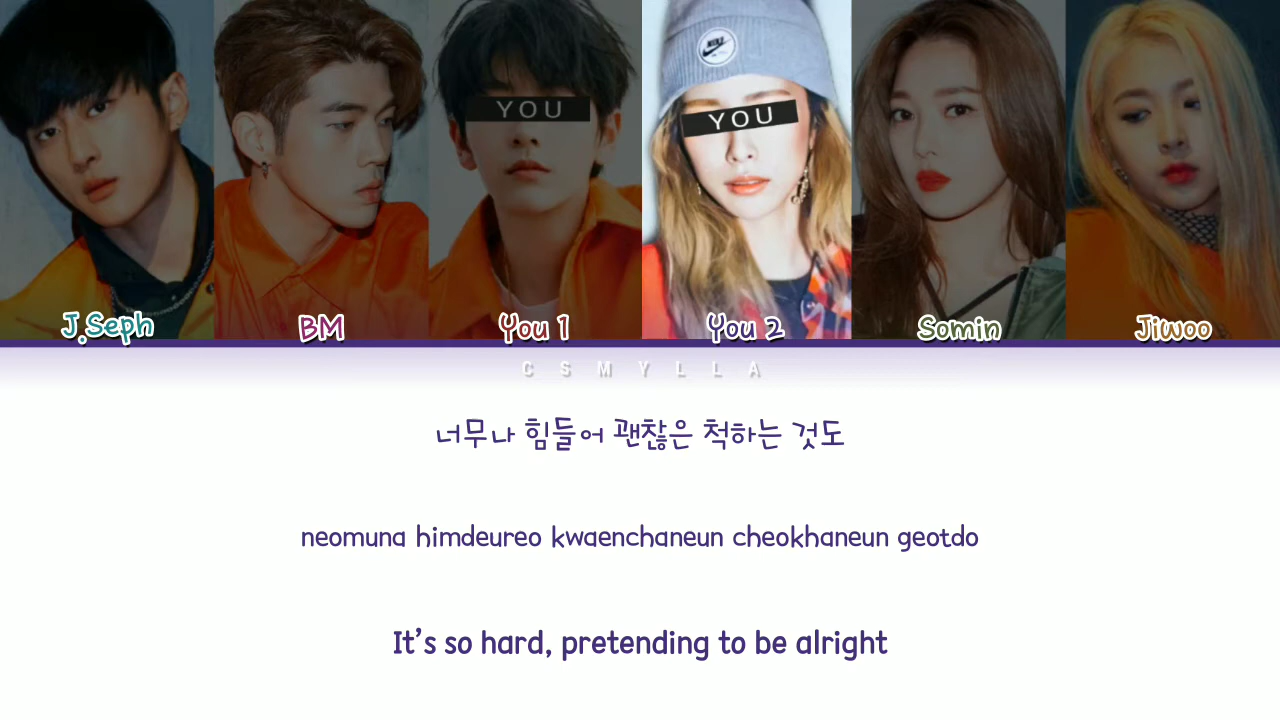 NIKE
YOU
YOU
J.Seph
BM
You 1
You 2
Somin
Jiwoo
CSMYLLA
너무나 힘들어 괜찮은 척하는 것도
neomuna himdeureo kwaenchaneun cheokhaneun geotdo
It's so hard, pretending to be alright